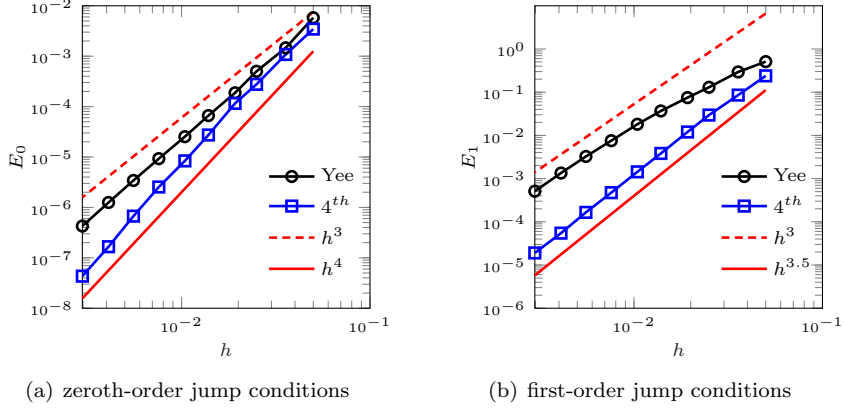 10^{-2}
10^{-3}
10^{-4}
10^{-5}
10^{-6}
10^{-7}
10^{-8}
E_0
10^{-2}
10^{-1}
h
Yee
4^{th}
h^3
h^4
(a) zeroth-order jump conditions
10^0
10^{-1}
10^{-2}
10^{-3}
10^{-4}
10^{-5}
10^{-6}
E_1
10^{-2}
10^{-1}
h
Yee
4^{th}
h^3
h^{3.5}
(b) first-order jump conditions